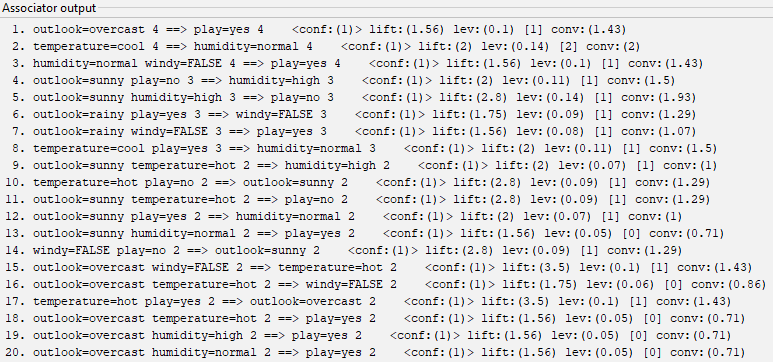 Associator output
1. outlook=overcast 4 ==> play=yes 4 <conf:(1)> lift:(1.56) lev:(0.1) [1] conv:(1.43)
2. temperature=cool 4 ==> humidity=normal 4 <conf:(1)> lift:(2) lev:(0.14) [2] conv:(2)
3. humidity=normal windy=FALSE 4 ==> play=yes 4 <conf:(1)> lift:(1.56) lev:(0.1) [1] conv:(1.43)
4. outlook=sunny play=no 3 ==> humidity=high 3 <conf:(1)> lift:(2) lev:(0.11) [1] conv:(1.5)
5. outlook=sunny humidity=high 3 ==> play=no 3 <conf:(1)> lift:(2.8) lev:(0.14) [1] conv:(1.93)
6. outlook=rainy play=yes 3 ==> windy=FALSE 3 <conf:(1)> lift:(1.75) lev:(0.09) [1] conv:(1.29)
7. outlook=rainy windy=FALSE 3 ==> play=yes 3 <conf:(1)> lift:(1.56) lev:(0.08) [1] conv:(1.07)
8. temperature=cool play=yes 3 ==> humidity=normal 3 <conf:(1)> lift:(2) lev:(0.11) [1] conv:(1.5)
9. outlook=sunny temperature=hot 2 ==> humidity=high 2 <conf:(1)> lift:(2) lev:(0.07) [1] conv:(1)
10. temperature=hot play=no 2 ==> outlook=sunny 2 <conf:(1)> lift:(2.8) lev:(0.09) [1] conv:(1.29)
11. outlook=sunny temperature=hot 2 ==> play=no 2 <conf:(1)> lift:(2.8) lev:(0.09) [1] conv:(1.29)
12. outlook=sunny play=yes 2 ==> humidity=normal 2 <conf:(1)> lift:(2) lev:(0.07) [1] conv:(1)
13. outlook=sunny humidity=normal 2 ==> play=yes 2 <conf:(1)> lift:(1.56) lev:(0.05) [0] conv:(0.71)
14. windy=FALSE play=no 2 ==> outlook=sunny 2 <conf:(1)> lift:(2.8) lev:(0.09) [1] conv:(1.29)
15. outlook=overcast windy=FALSE 2 ==> temperature=hot 2 <conf:(1)> lift:(3.5) lev:(0.1) [1] conv:(1.43)
16. outlook=overcast temperature=hot 2 ==> windy=FALSE 2 <conf:(1)> lift:(1.75) lev:(0.06) [0] conv:(0.86)
17. temperature=hot play=yes 2 ==> outlook=overcast 2 <conf:(1)> lift:(3.5) lev:(0.1) [1] conv:(1.43)
18. outlook=overcast temperature=hot 2 ==> play=yes 2 <conf:(1)> lift:(1.56) lev:(0.05) [0] conv:(0.71)
19. outlook=overcast humidity=high 2 ==> play=yes 2 <conf:(1)> lift:(1.56) lev:(0.05) [0] conv:(0.71)
20. outlook=overcast humidity=normal 2 ==> play=yes 2 <conf:(1)> lift:(1.56) lev:(0.05) [0] conv:(0.71)